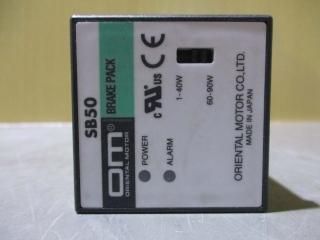 SB50
BRAKE PACK
om
ORIENTAL MOTOR
c RU us CE
1-40W
60-90W
POWER
ALARM
ORIENTAL MOTOR CO.,LTD.
MADE IN JAPAN